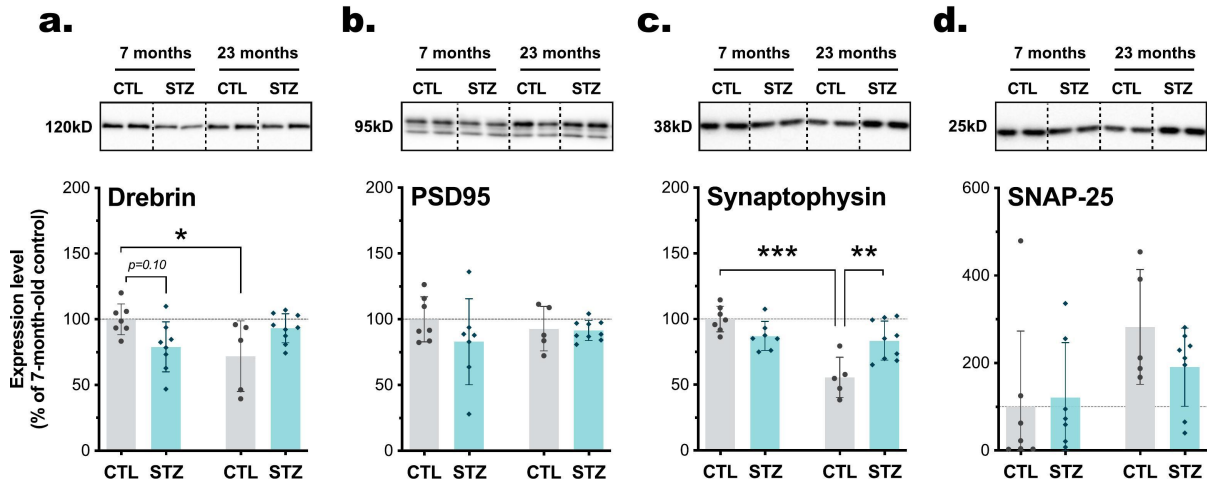 a.
7 months 23 months
CTL STZ CTL STZ
120kD
Drebrin
Expression level
(% of 7-month-old control)
200
150
100
50
0
*
p=0.10
CTL STZ CTL STZ
b.
7 months 23 months
CTL STZ CTL STZ
95kD
PSD95
200
150
100
50
0
CTL STZ CTL STZ
c.
7 months 23 months
CTL STZ CTL STZ
38kD
Synaptophysin
200
150
100
50
0
*** **
CTL STZ CTL STZ
d.
7 months 23 months
CTL STZ CTL STZ
25kD
SNAP-25
600
400
200
0
CTL STZ CTL STZ